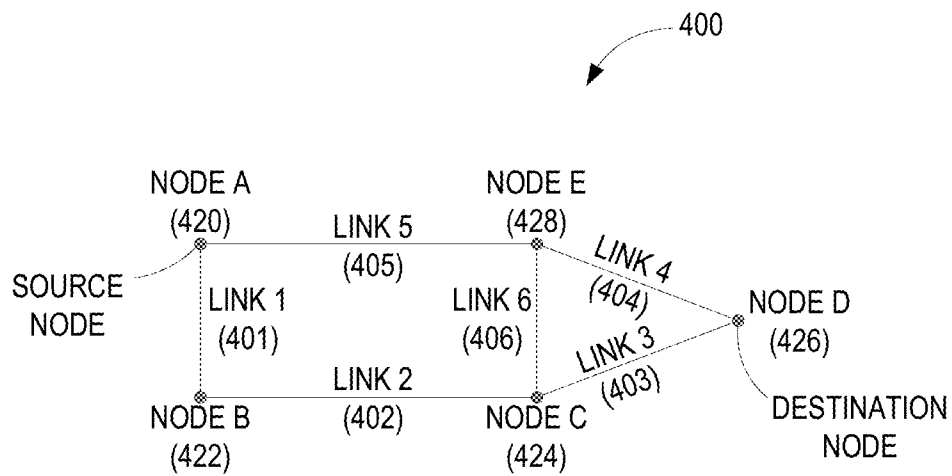 400
NODE A
(420)
NODE E
(428)
LINK 5
(405)
LINK 4
(404)
SOURCE
NODE
LINK 1
(401)
LINK 6
(406)
NODE D
(426)
LINK 3
(403)
LINK 2
(402)
NODE B
(422)
NODE C
(424)
DESTINATION
NODE